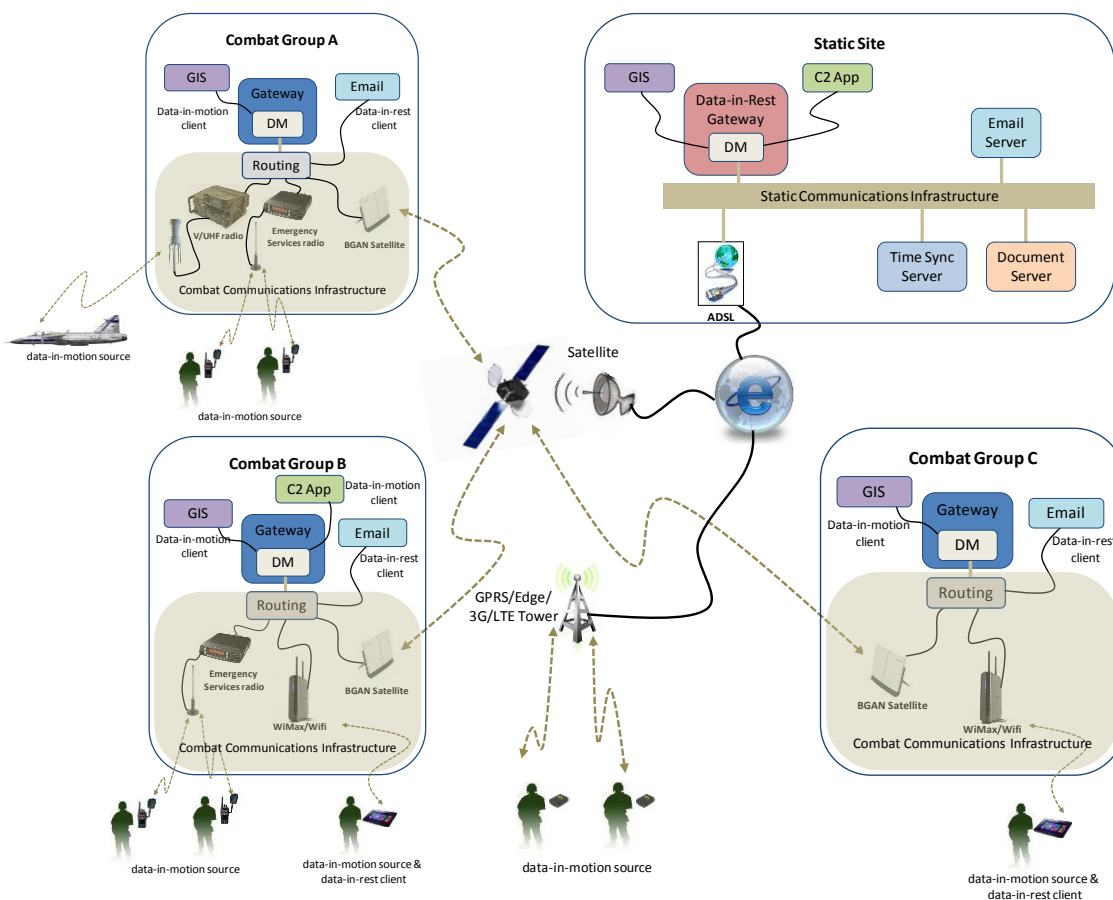 Combat Group A
GIS
Data-in-motion
client
Gateway
DM
Email
Data-in-rest
client
Routing
V/UHF radio
Emergency
Services radio
BGAN Satellite
Combat Communications Infrastructure
data-in-motion source
data-in-motion source
Static Site
GIS
Data-in-Rest
Gateway
DM
C2 App
Email
Server
Static Communications Infrastructure
ADSL
Time Sync
Server
Document
Server
Satellite
e
Combat Group B
C2 App
Data-in-motion
client
GIS
Data-in-motion
client
Gateway
DM
Email
Data-in-rest
client
Routing
Emergency
Services radio
WiMax/Wifi
BGAN Satellite
Combat Communications Infrastructure
data-in-motion source
data-in-motion source &
data-in-rest client
GPRS/Edge/
3G/LTE Tower
data-in-motion source
Combat Group C
GIS
Data-in-motion
client
Gateway
DM
Email
Data-in-rest
client
Routing
BGAN Satellite
WiMax/Wifi
Combat Communications Infrastructure
data-in-motion source &
data-in-rest client